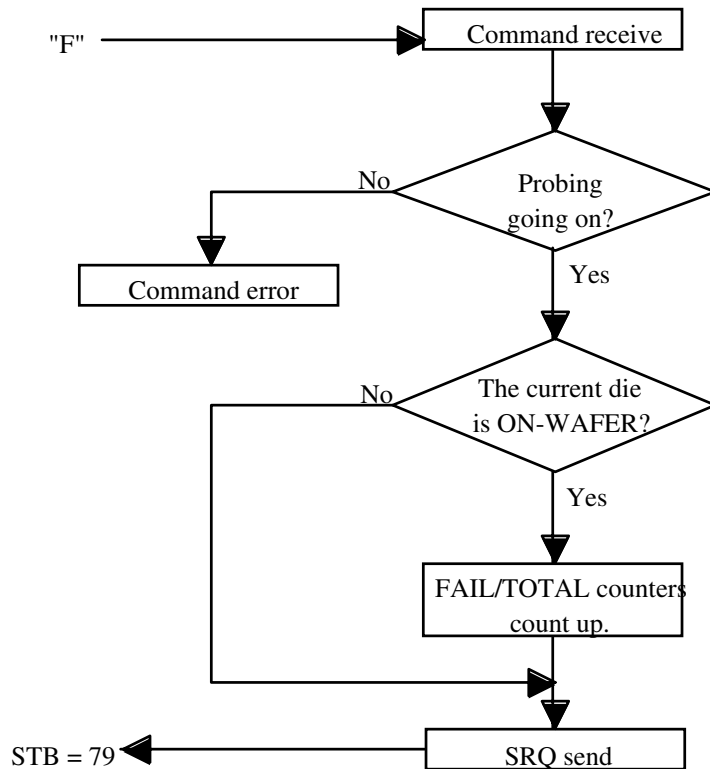 "F"
Command receive
No
Probing
going on?
Command error
Yes
No
The current die
is ON-WAFER?
Yes
FAIL/TOTAL counters
count up.
STB = 79
SRQ send